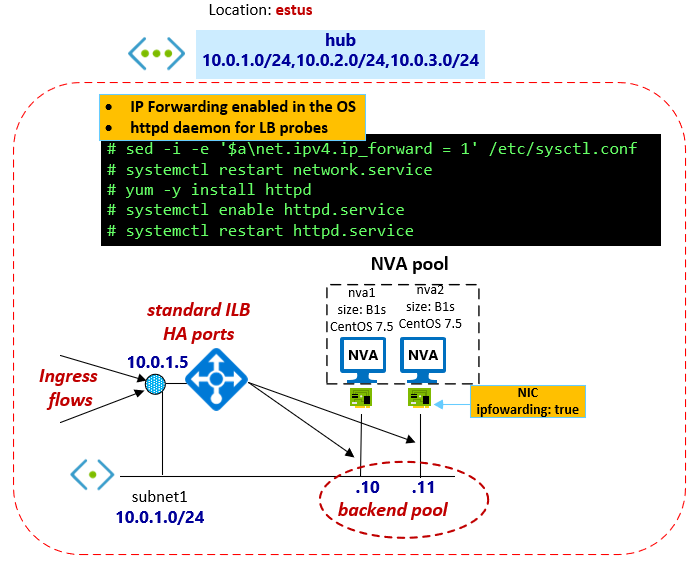 Location: estus
hub
10.0.1.0/24,10.0.2.0/24,10.0.3.0/24
• IP Forwarding enabled in the OS
• httpd daemon for LB probes
# sed -i -e '$a\net.ipv4.ip_forward = 1' /etc/sysctl.conf
# systemctl restart network.service
# yum -y install httpd
# systemctl enable httpd.service
# systemctl restart httpd.service
NVA pool
nva1
size: B1s
CentOS 7.5
nva2
size: B1s
CentOS 7.5
standard ILB
HA ports
NVA
NVA
10.0.1.5
Ingress
flows
NIC
ipfowarding: true
subnet1
10.0.1.0/24
.10
.11
backend pool